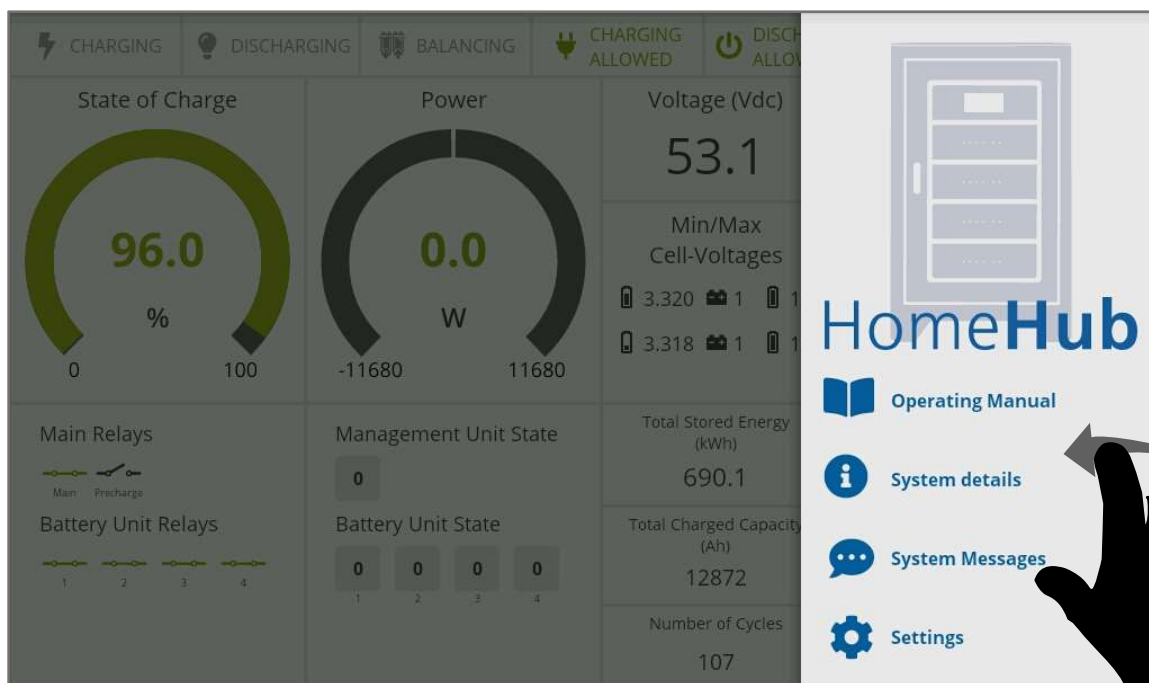 CHARGING
DISCHARGING
BALANCING
CHARGING
ALLOWED
State of Charge
96.0
%
0
100
Power
0.0
W
-11680
11680
Voltage (Vdc)
53.1
Min/Max
Cell-Voltages
3.320 1
3.318 1
Main Relays
Main Precharge
Battery Unit Relays
1 2 3 4
Management Unit State
0
Battery Unit State
0 0 0 0
1 2 3 4
Total Stored Energy
(kWh)
690.1
Total Charged Capacity
(Ah)
12872
Number of Cycles
107
HomeHub
Operating Manual
System details
System Messages
Settings